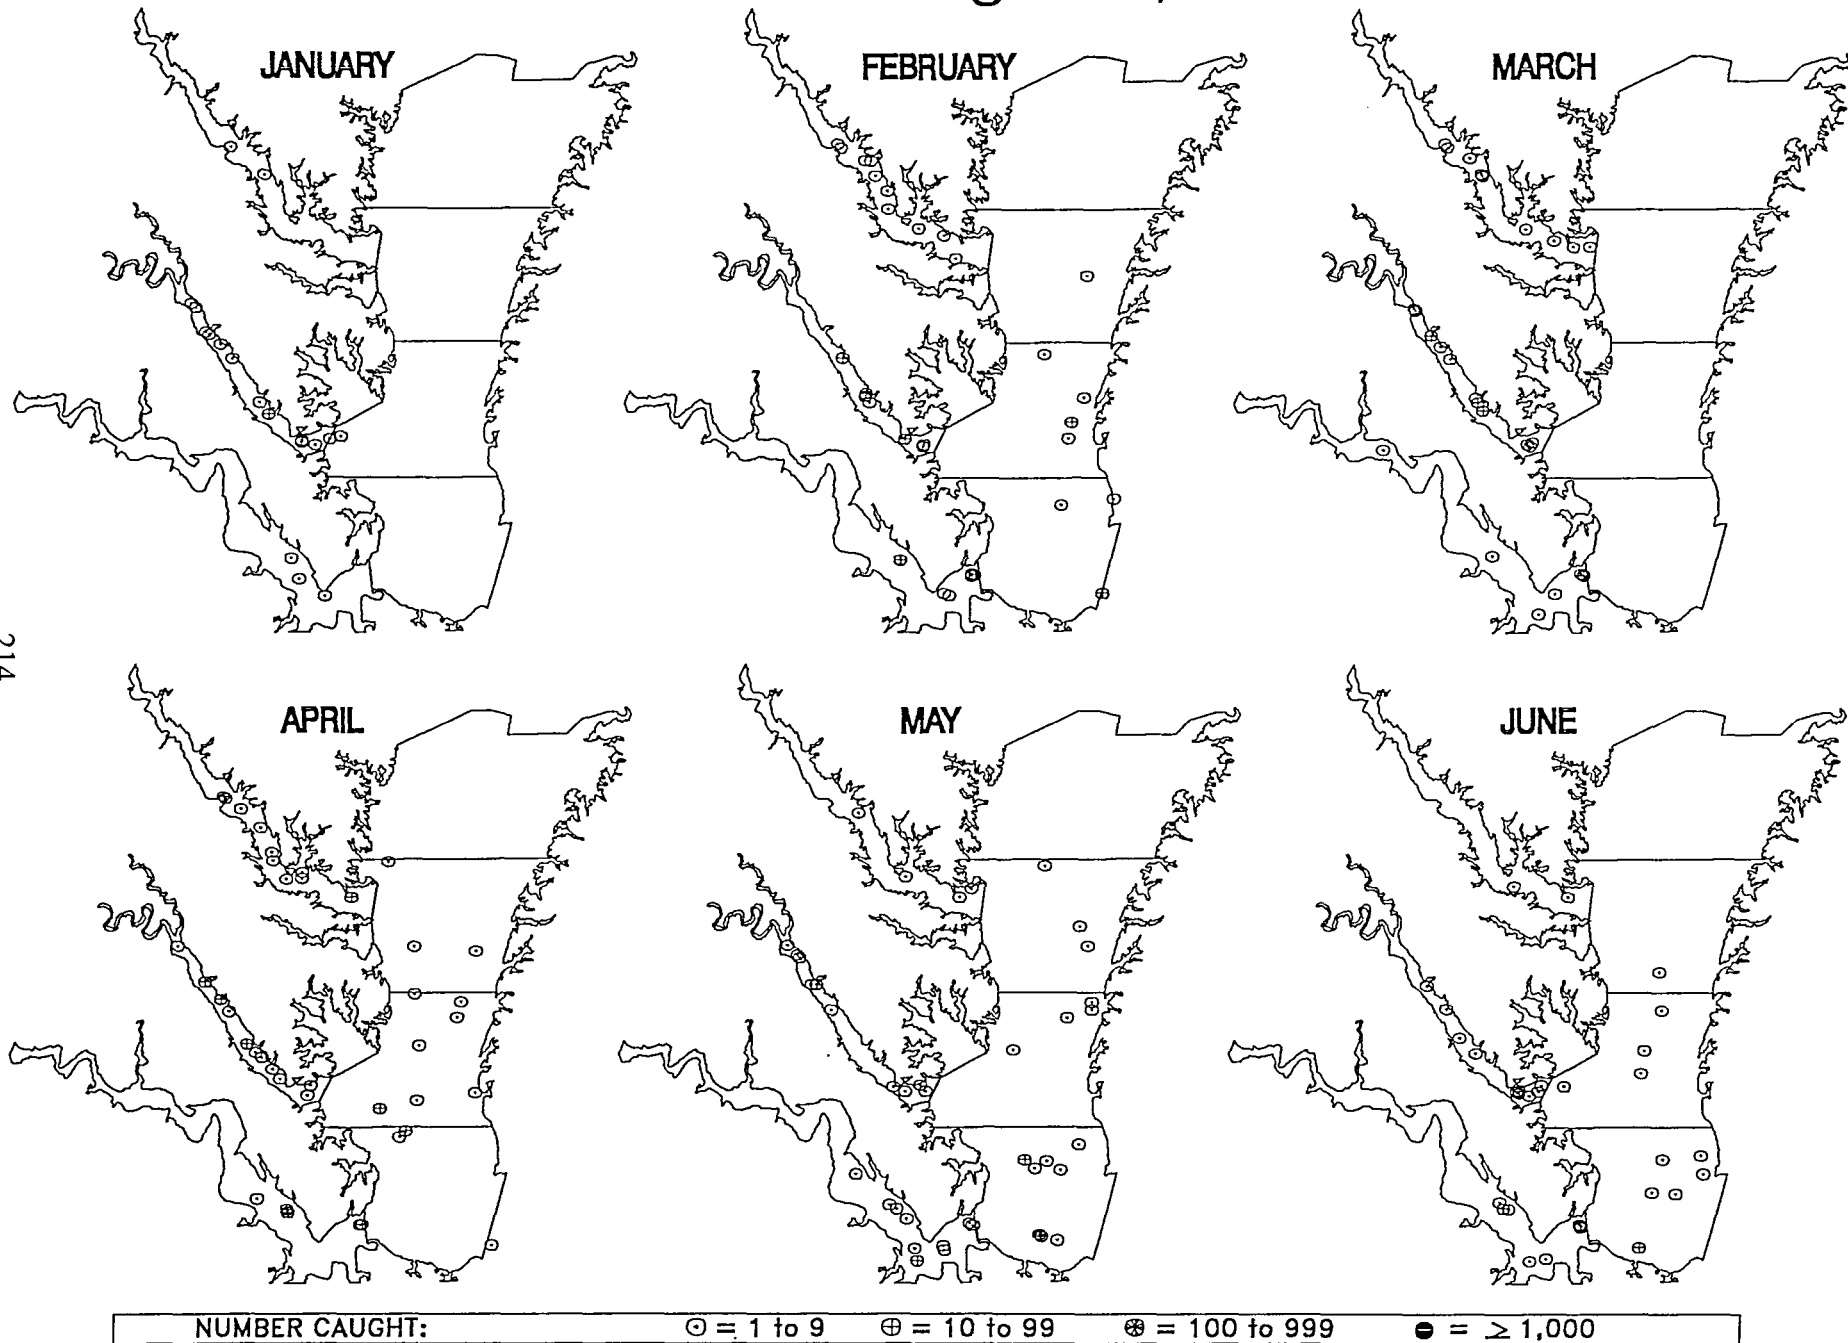 JANUARY FEBRUARY MARCH
214
APRIL MAY JUNE
NUMBER CAUGHT: ⊙ = 1 to 9 ⊕ = 10 to 99 ⊛ = 100 to 999 ⊖ = ≥ 1,000